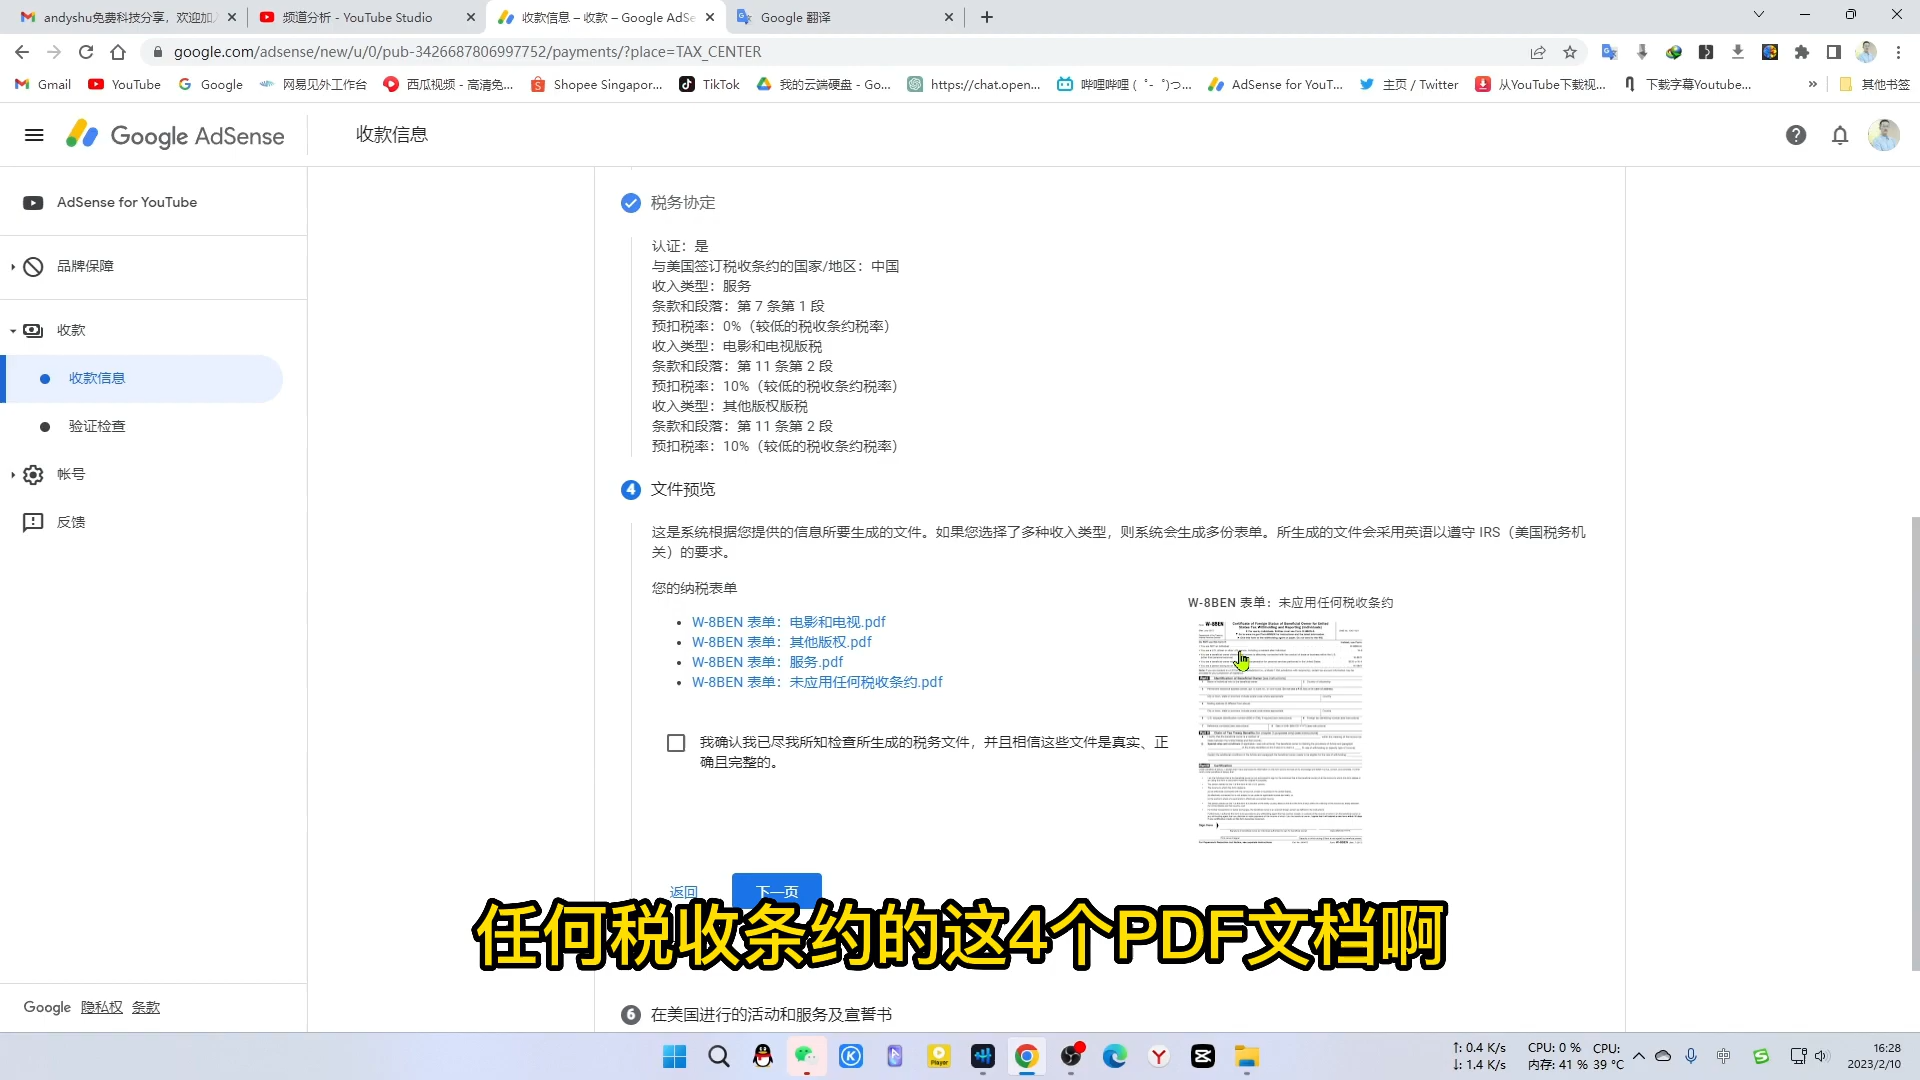 andyshu免费科技分享，欢迎加入
频道分析 - YouTube Studio
收款信息 – 收款 – Google AdSe
Google 翻译
google.com/adsense/new/u/0/pub-3426687806997752/payments/?place=TAX_CENTER
Gmail
YouTube
Google
网易见外工作台
西瓜视频 - 高清免...
Shopee Singapor...
TikTok
我的云端硬盘 - Go...
https://chat.open...
哔哩哔哩 (゜-゜)つ...
AdSense for YouT...
主页 / Twitter
从YouTube下载视...
下载字幕Youtube...
»
其他书签
Google AdSense
收款信息
AdSense for YouTube
品牌保障
收款
收款信息
验证检查
帐号
反馈
Google 隐私权 条款
税务协定
认证：是
与美国签订税收条约的国家/地区：中国
收入类型：服务
条款和段落：第 7 条第 1 段
预扣税率：0%（较低的税收条约税率）
收入类型：电影和电视版税
条款和段落：第 11 条第 2 段
预扣税率：10%（较低的税收条约税率）
收入类型：其他版权版税
条款和段落：第 11 条第 2 段
预扣税率：10%（较低的税收条约税率）
4 文件预览
这是系统根据您提供的信息所要生成的文件。如果您选择了多种收入类型，则系统会生成多份表单。所生成的文件会采用英语以遵守 IRS（美国税务机
关）的要求。
您的纳税表单
W-8BEN 表单：电影和电视.pdf
W-8BEN 表单：其他版权.pdf
W-8BEN 表单：服务.pdf
W-8BEN 表单：未应用任何税收条约.pdf
W-8BEN 表单：未应用任何税收条约
W-8BEN
Certificate of Foreign Status of Beneficial Owner for United
States Tax Withholding and Reporting (Individuals)
我确认我已尽我所知检查所生成的税务文件，并且相信这些文件是真实、正
确且完整的。
返回
下一页
任何税收条约的这4个PDF文档啊
6 在美国进行的活动和服务及宣誓书
↑: 0.4 K/s
↓: 1.4 K/s
CPU: 0 % CPU:
内存: 41 % 39 °C
中
16:28
2023/2/10